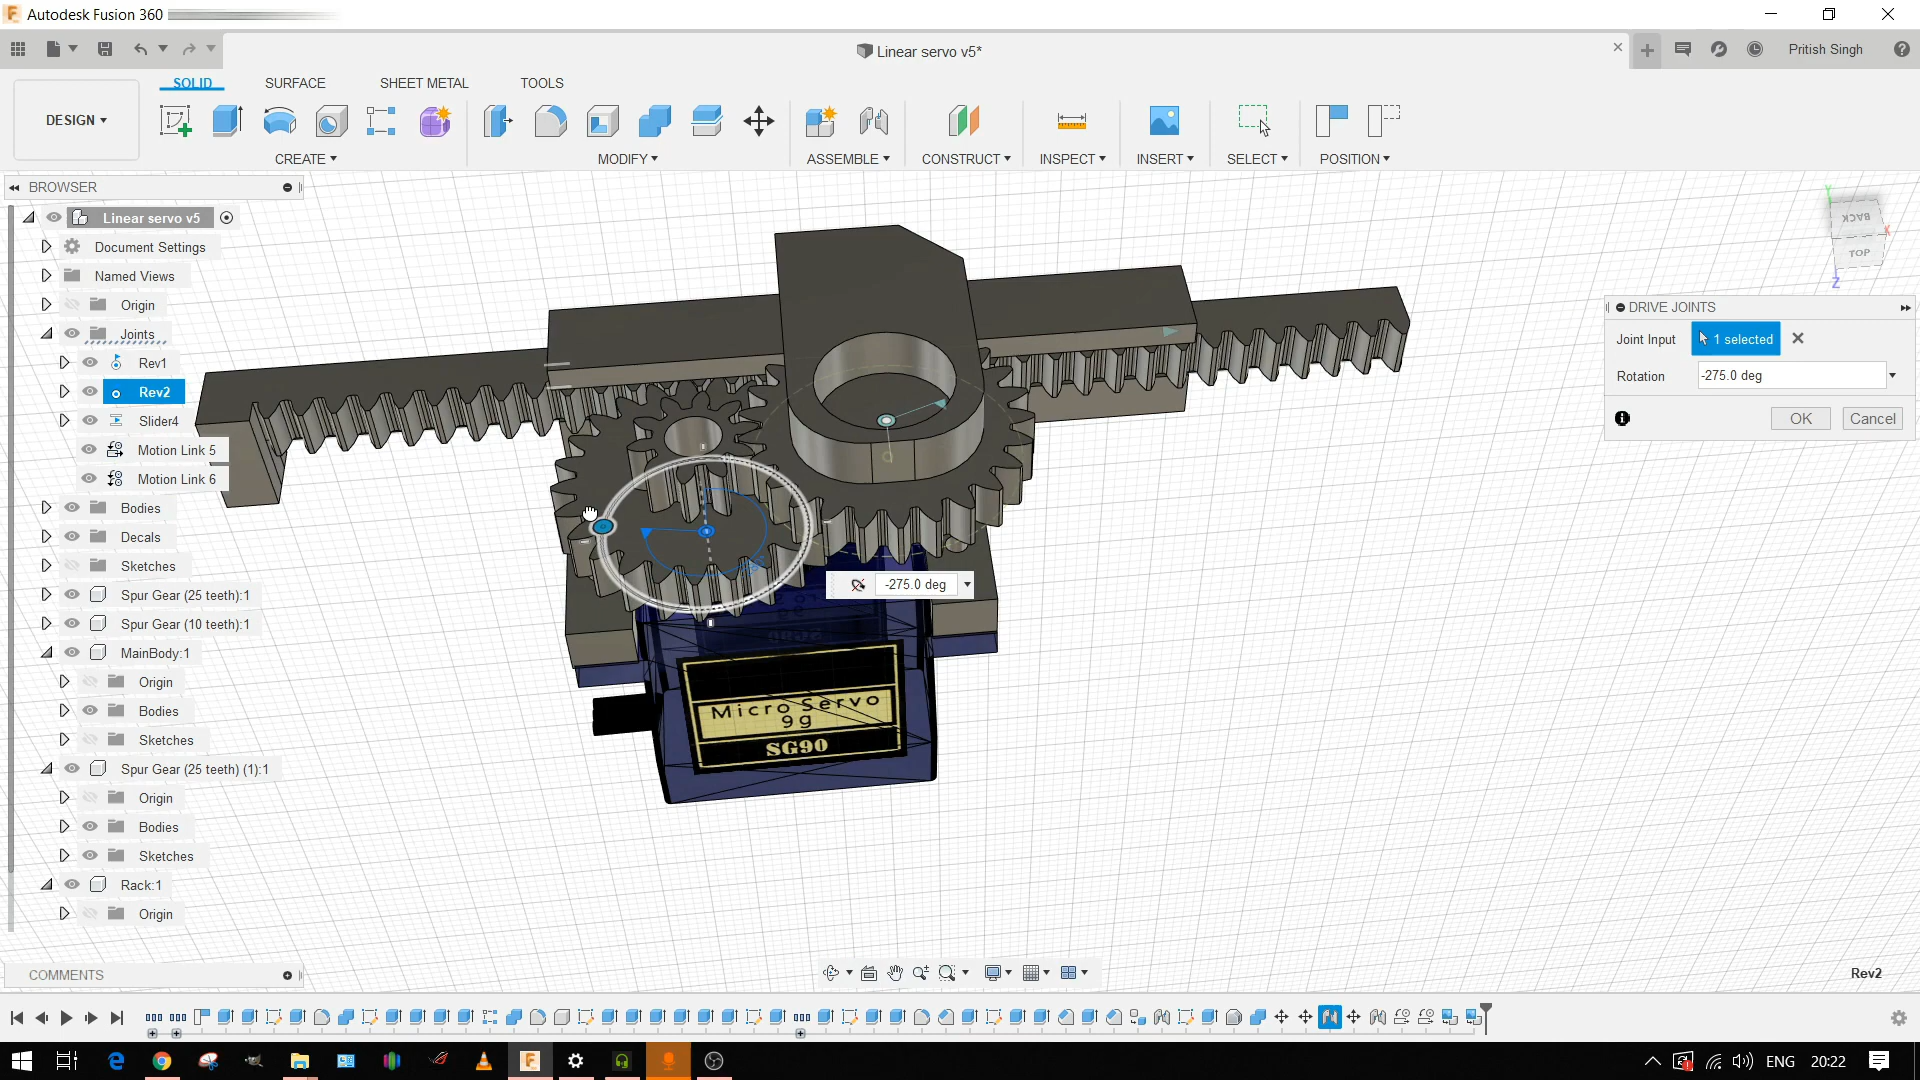 Autodesk Fusion 360
Linear servo v5*
Pritish Singh
SOLID
SURFACE
SHEET METAL
TOOLS
DESIGN
CREATE
MODIFY
ASSEMBLE
CONSTRUCT
INSPECT
INSERT
SELECT
POSITION
BROWSER
Linear servo v5
Document Settings
Named Views
Origin
Joints
Rev1
Rev2
Slider4
Motion Link 5
Motion Link 6
Bodies
Decals
Sketches
Spur Gear (25 teeth):1
Spur Gear (10 teeth):1
MainBody:1
Origin
Bodies
Sketches
Spur Gear (25 teeth) (1):1
Origin
Bodies
Sketches
Rack:1
Origin
COMMENTS
Y
BACK
X
TOP
Z
DRIVE JOINTS
Joint Input
1 selected
Rotation
-275.0 deg
OK
Cancel
-275.0 deg
Micro Servo
9g
SG90
Rev2
ENG
20:22